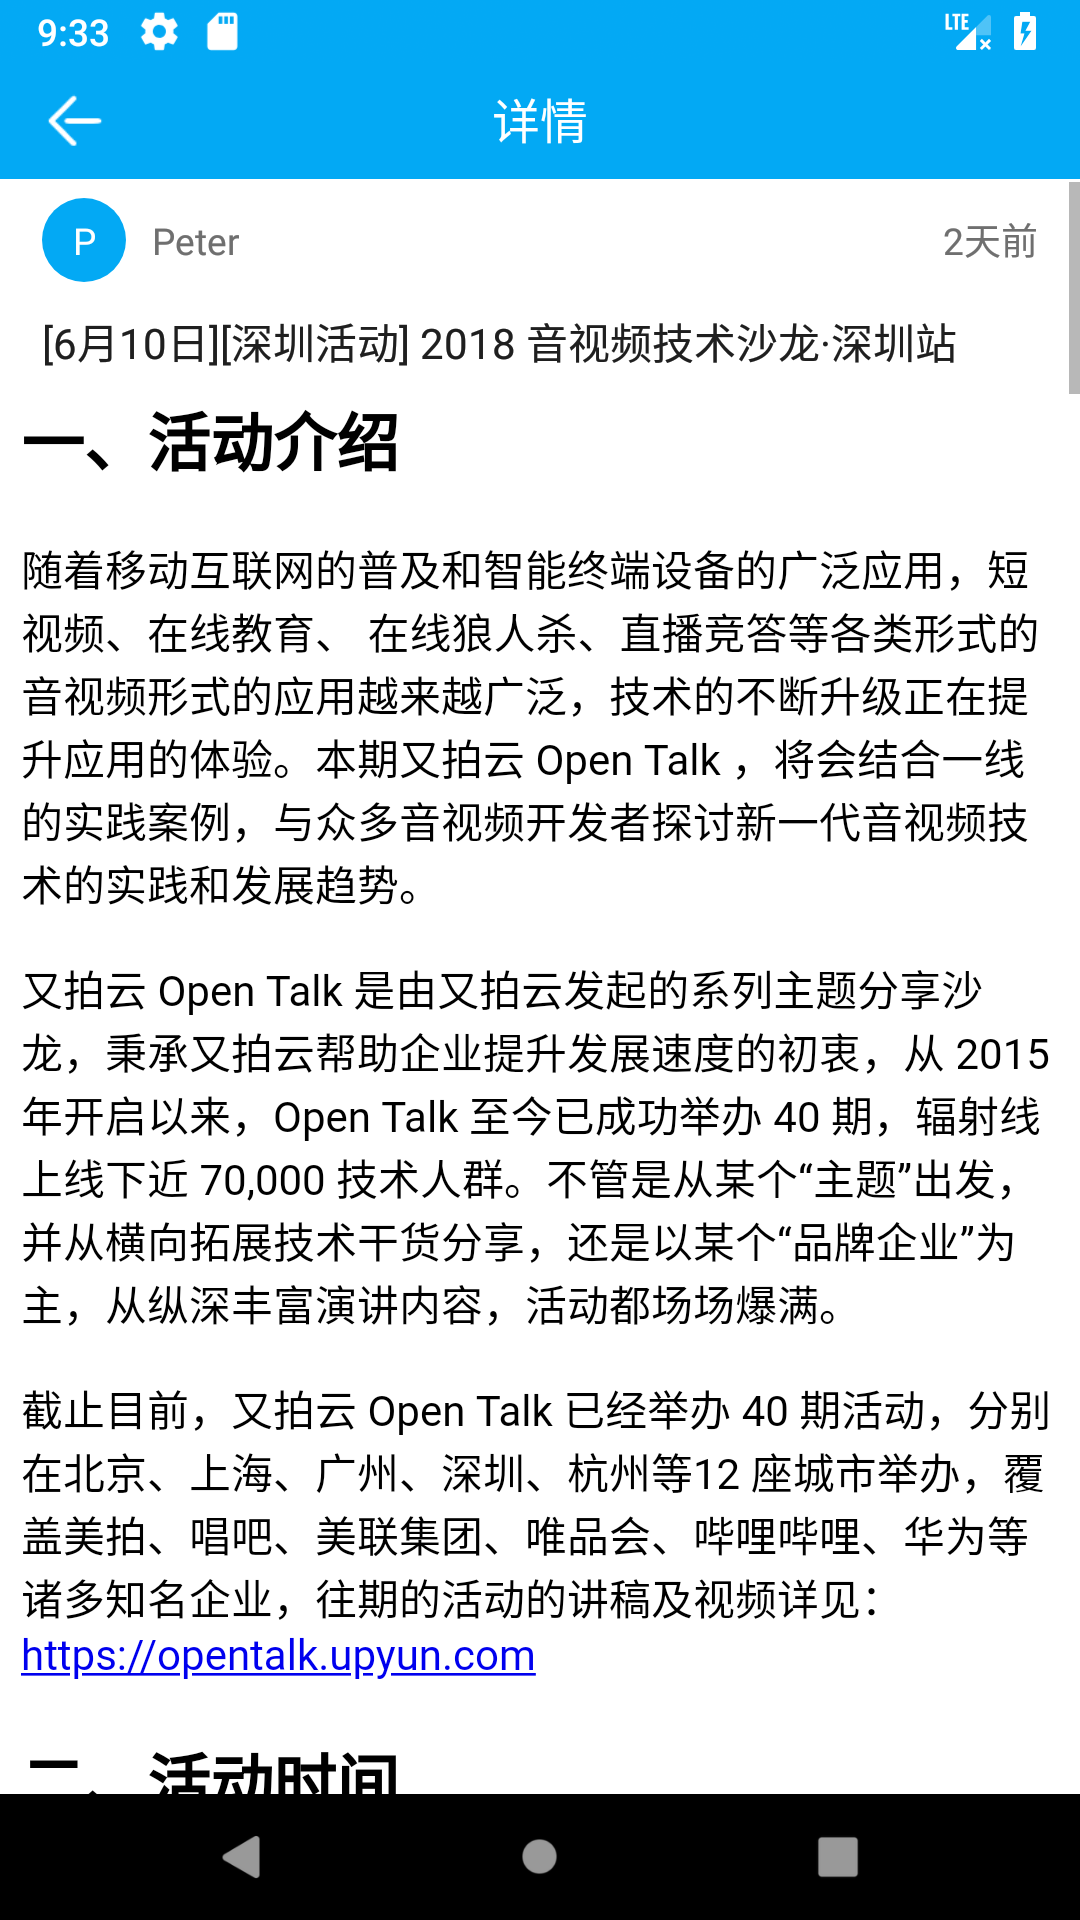 9:33
LTE
详情
P
Peter
2天前
[6月10日][深圳活动] 2018 音视频技术沙龙·深圳站
一、活动介绍
随着移动互联网的普及和智能终端设备的广泛应用，短
视频、在线教育、 在线狼人杀、直播竞答等各类形式的
音视频形式的应用越来越广泛，技术的不断升级正在提
升应用的体验。本期又拍云 Open Talk ，将会结合一线
的实践案例，与众多音视频开发者探讨新一代音视频技
术的实践和发展趋势。
又拍云 Open Talk 是由又拍云发起的系列主题分享沙
龙，秉承又拍云帮助企业提升发展速度的初衷，从 2015
年开启以来，Open Talk 至今已成功举办 40 期，辐射线
上线下近 70,000 技术人群。不管是从某个“主题”出发，
并从横向拓展技术干货分享，还是以某个“品牌企业”为
主，从纵深丰富演讲内容，活动都场场爆满。
截止目前，又拍云 Open Talk 已经举办 40 期活动，分别
在北京、上海、广州、深圳、杭州等12 座城市举办，覆
盖美拍、唱吧、美联集团、唯品会、哔哩哔哩、华为等
诸多知名企业，往期的活动的讲稿及视频详见：
https://opentalk.upyun.com
二、活动时间